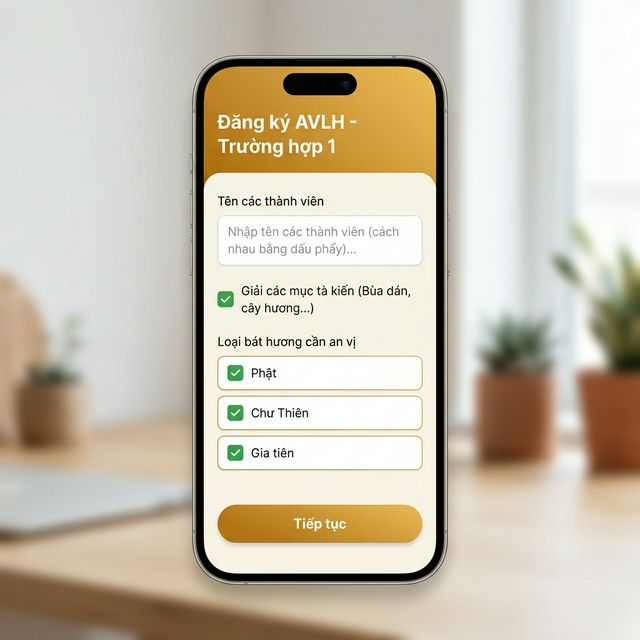 Đăng ký AVLH -
Trường hợp 1
Tên các thành viên
Nhập tên các thành viên (cách
nhau bằng dấu phẩy)...
Giải các mục tà kiến (Bùa dán,
cây hương...)
Loại bát hương cần an vị
Phật
Chư Thiên
Gia tiên
Tiếp tục